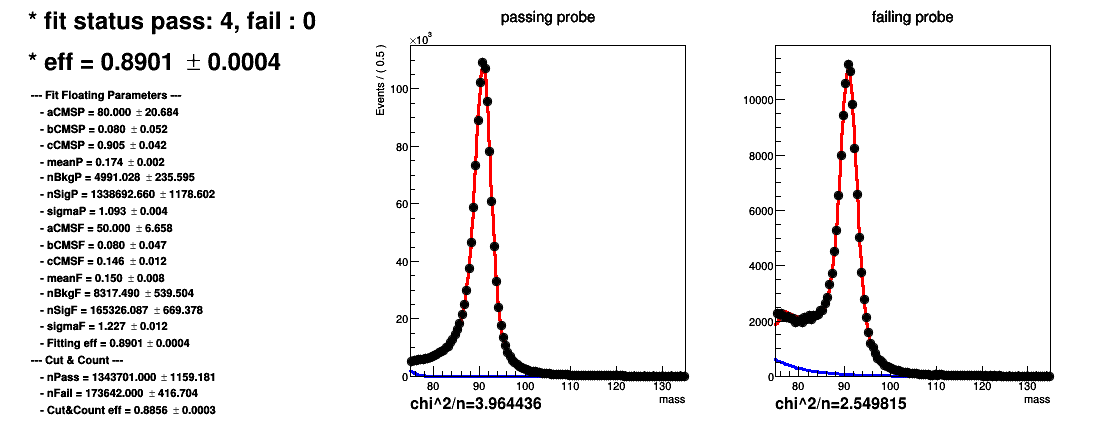 * fit status pass: 4, fail : 0
* eff = 0.8901 ± 0.0004
--- Fit Floating Parameters ---
- aCMSP = 80.000 ± 20.684
- bCMSP = 0.080 ± 0.052
- cCMSP = 0.905 ± 0.042
- meanP = 0.174 ± 0.002
- nBkgP = 4991.028 ± 235.595
- nSigP = 1338692.660 ± 1178.602
- sigmaP = 1.093 ± 0.004
- aCMSF = 50.000 ± 6.658
- bCMSF = 0.080 ± 0.047
- cCMSF = 0.146 ± 0.012
- meanF = 0.150 ± 0.008
- nBkgF = 8317.490 ± 539.504
- nSigF = 165326.087 ± 669.378
- sigmaF = 1.227 ± 0.012
- Fitting eff = 0.8901 ± 0.0004
--- Cut & Count ---
- nPass = 1343701.000 ± 1159.181
- nFail = 173642.000 ± 416.704
- Cut&Count eff = 0.8856 ± 0.0003
passing probe
×10³
Events / ( 0.5 )
100
80
60
40
20
0
80 90 100 110 120 130
mass
chi^2/n=3.964436
failing probe
10000
8000
6000
4000
2000
0
80 90 100 110 120 130
mass
chi^2/n=2.549815